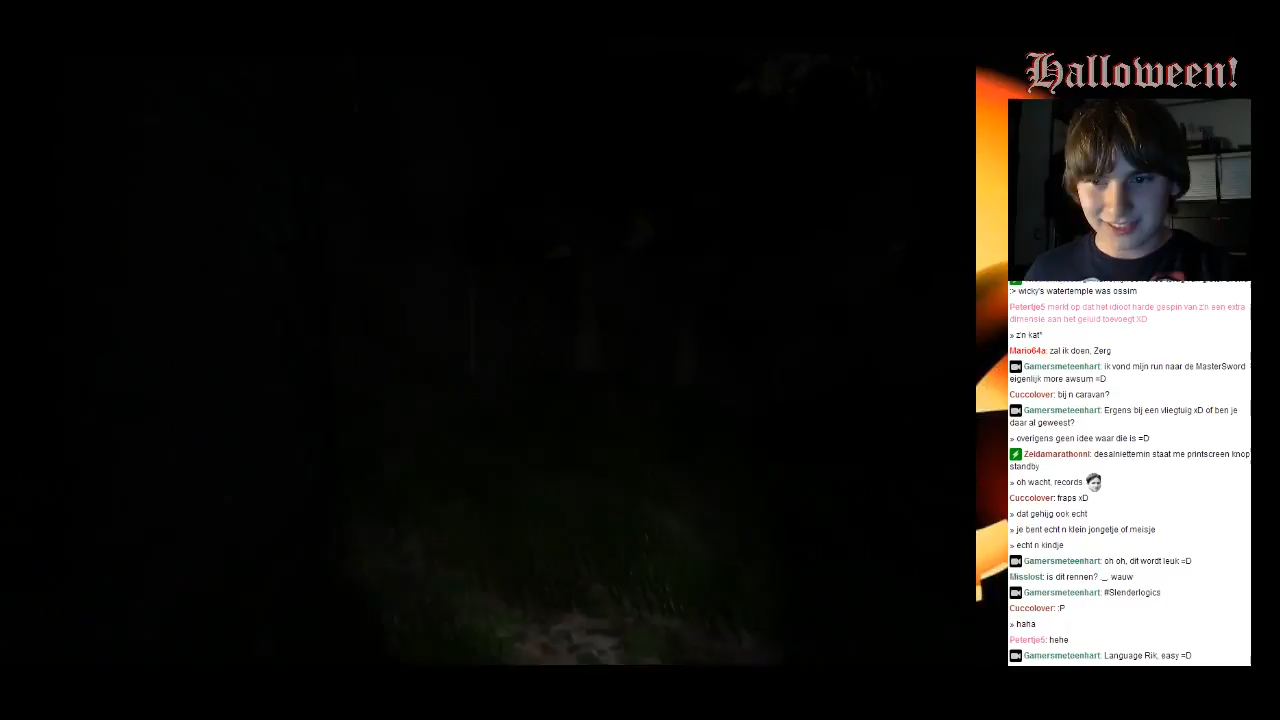 Halloween!
:> wicky's watertemple was ossim
Petertje5 merkt op dat het idioof harde gespin van z'n een extra
dimensie aan het geluid toevoegt XD
» z'n kat*
Mario64a: zal ik doen, Zerg
Gamersmeteenhart: ik vond mijn run naar de MasterSword
eigenlijk more awsum =D
Cuccolover: bij n caravan?
Gamersmeteenhart: Ergens bij een vliegtuig xD of ben je
daar al geweest?
» overigens geen idee waar die is =D
Zeldamarathonnl: desalniettemin staat me printscreen knop
standby
» oh wacht, records
Cuccolover: fraps xD
» dat gehijg ook echt
» je bent echt n klein jongetje of meisje
» echt n kindje
Gamersmeteenhart: oh oh, dit wordt leuk =D
Misslost: is dit rennen? ._. wauw
Gamersmeteenhart: #Slenderlogics
Cuccolover: :P
» haha
Petertje5: hehe
Gamersmeteenhart: Language Rik, easy =D